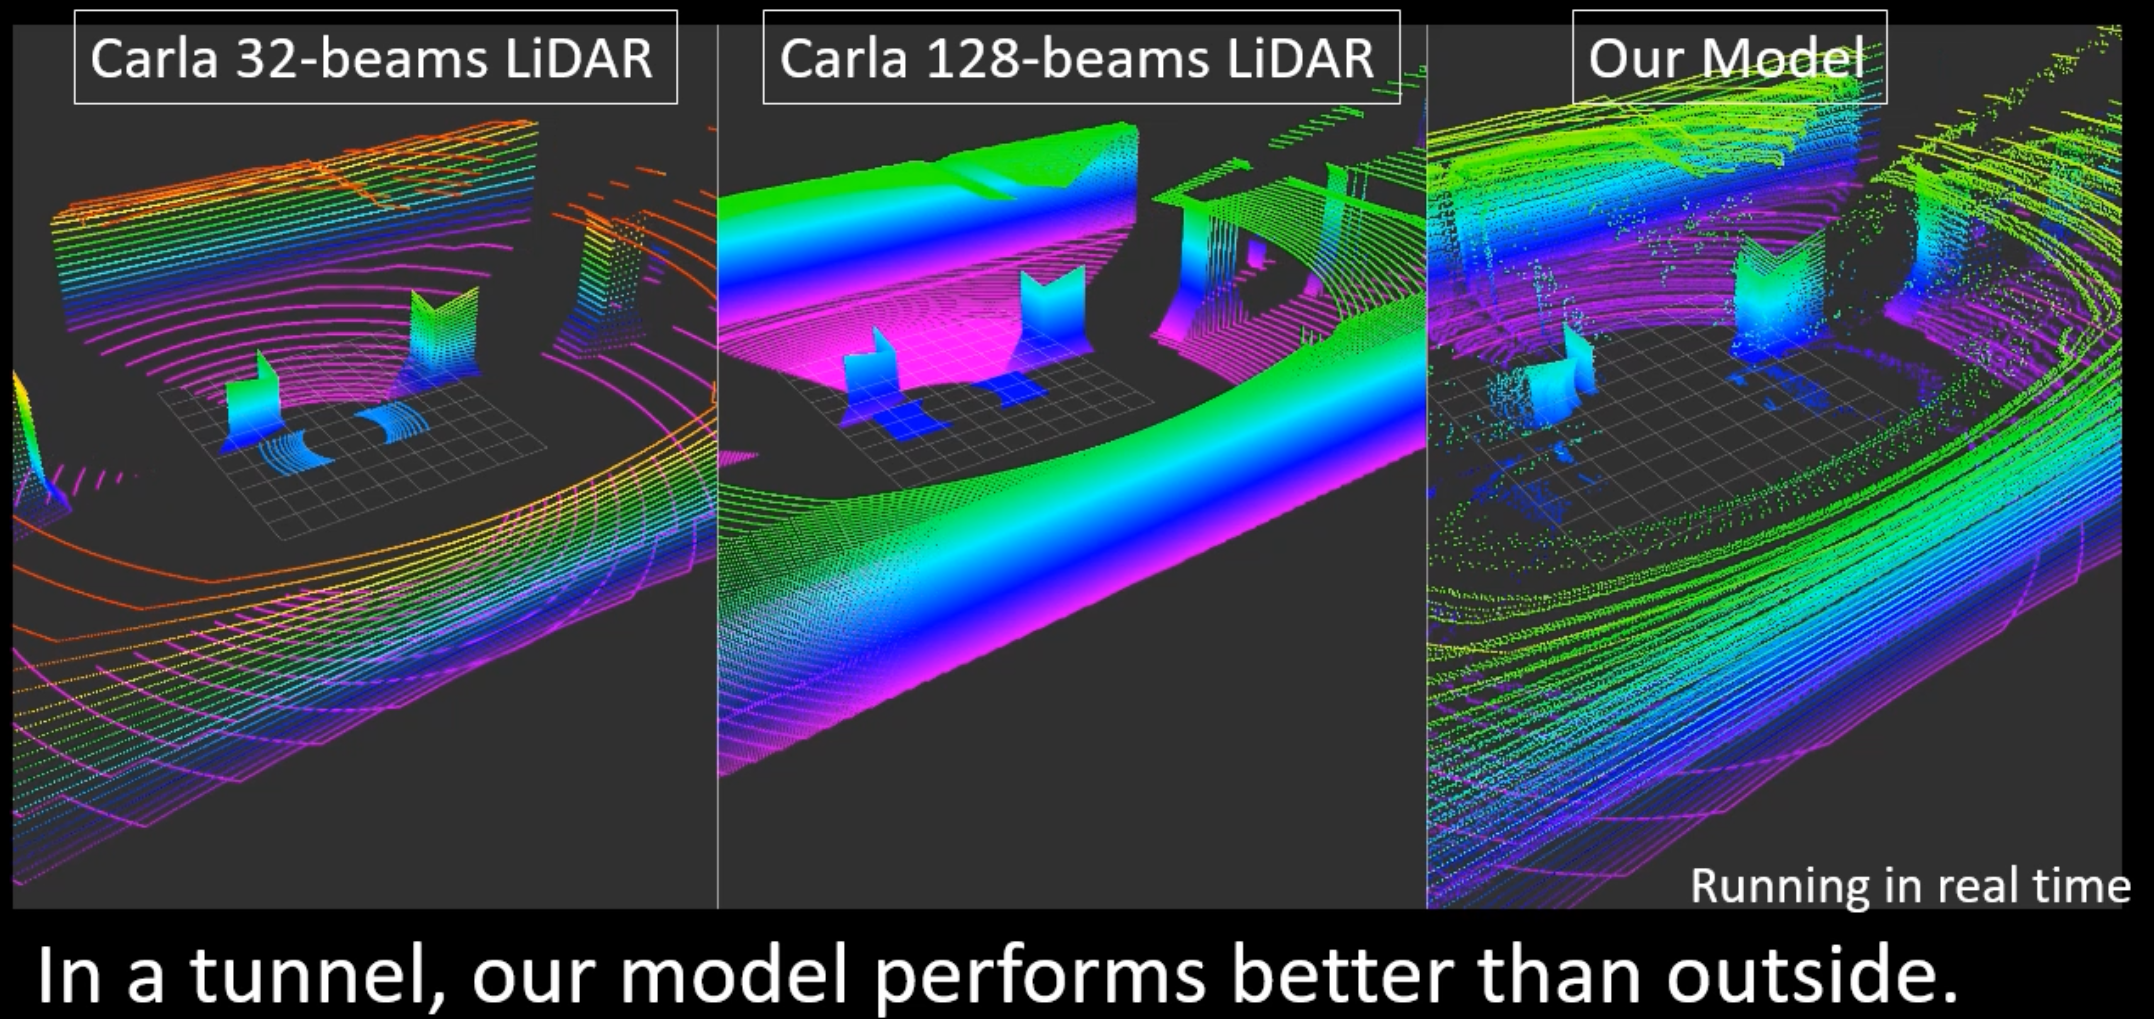 Carla 32-beams LiDAR
Carla 128-beams LiDAR
Our Model
Running in real time
In a tunnel, our model performs better than outside.